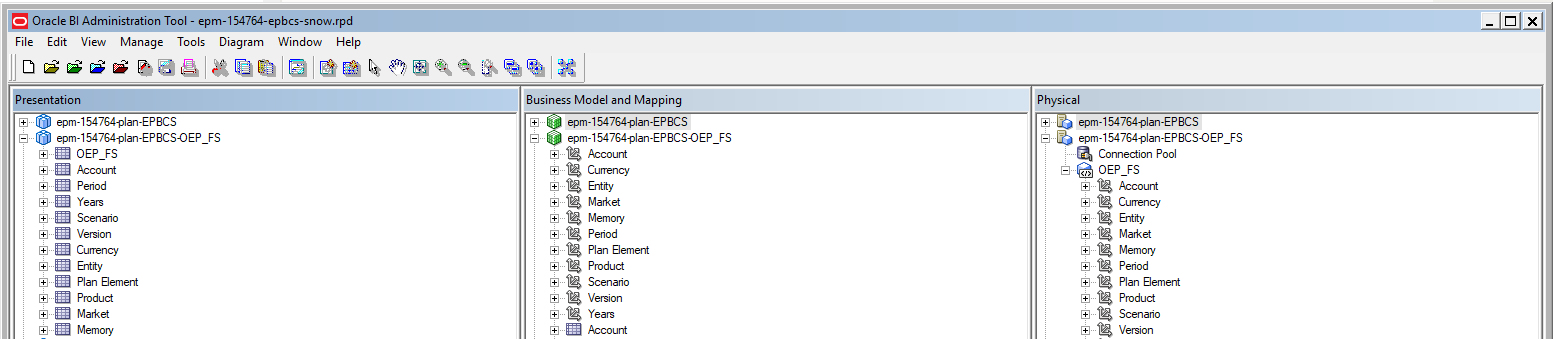 Oracle BI Administration Tool - epm-154764-epbcs-snow.rpd
File Edit View Manage Tools Diagram Window Help
Presentation
epm-154764-plan-EPBCS
epm-154764-plan-EPBCS-OEP_FS
OEP_FS
Account
Period
Years
Scenario
Version
Currency
Entity
Plan Element
Product
Market
Memory
Business Model and Mapping
epm-154764-plan-EPBCS
epm-154764-plan-EPBCS-OEP_FS
Account
Currency
Entity
Market
Memory
Period
Plan Element
Product
Scenario
Version
Years
Account
Physical
epm-154764-plan-EPBCS
epm-154764-plan-EPBCS-OEP_FS
Connection Pool
OEP_FS
Account
Currency
Entity
Market
Memory
Period
Plan Element
Product
Scenario
Version